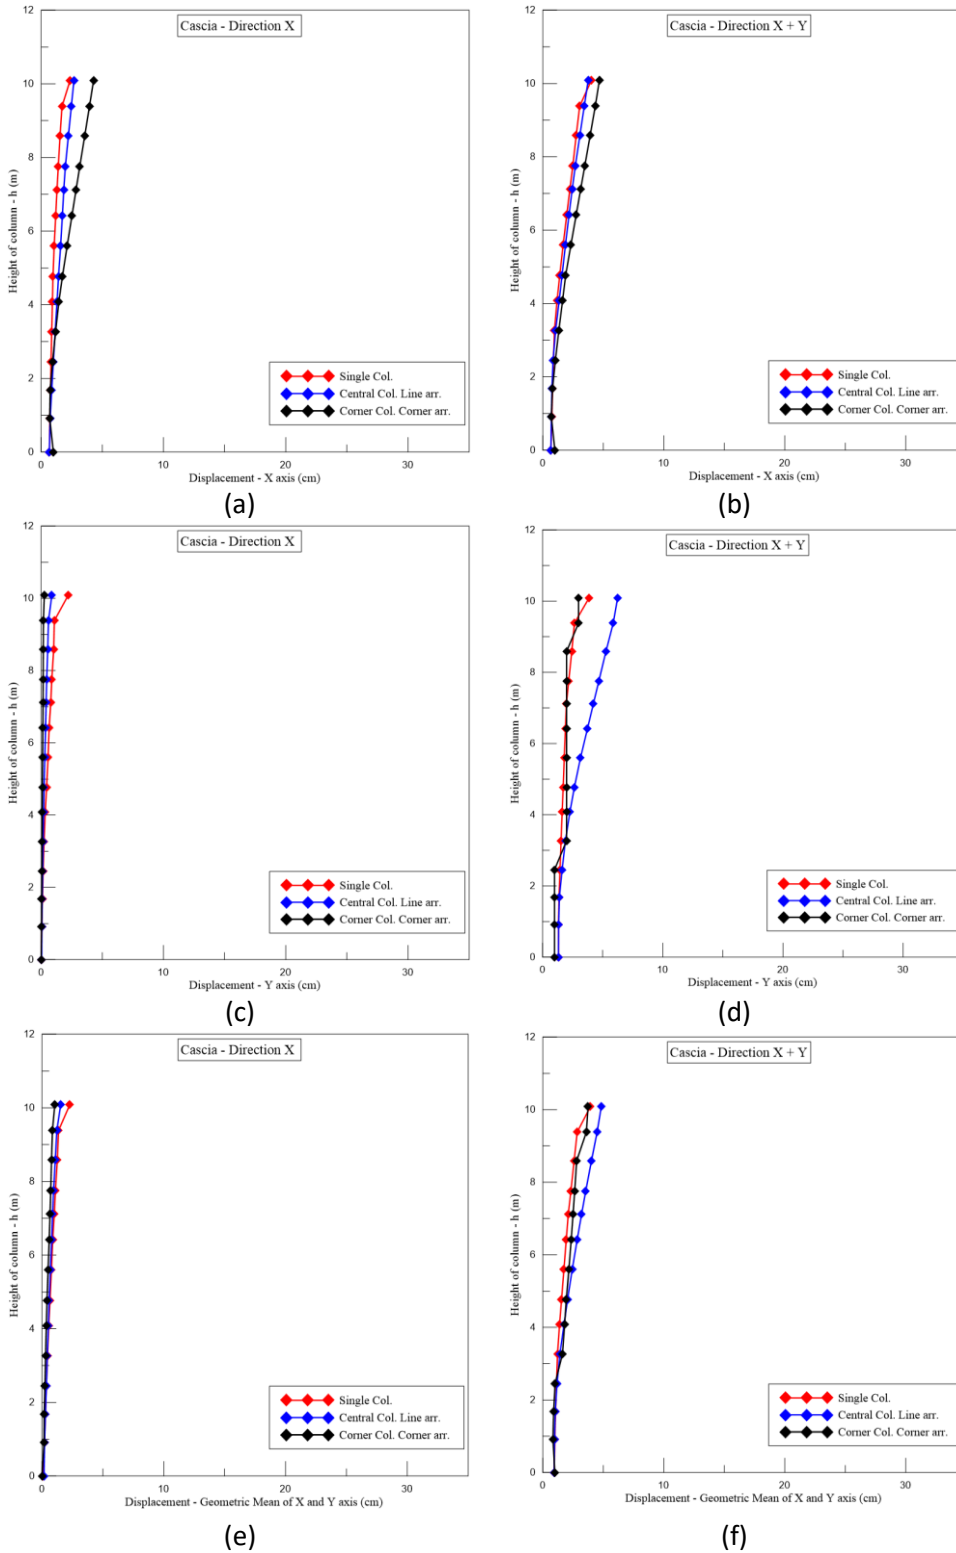 Cascia - Direction X
12
10
8
6
4
2
0
Height of column - h (m)
Single Col.
Central Col. Line arr.
Corner Col. Corner arr.
0 10 20 30
Displacement - X axis (cm)
(a)
Cascia - Direction X + Y
12
10
8
6
4
2
0
Height of column - h (m)
Single Col.
Central Col. Line arr.
Corner Col. Corner arr.
0 10 20 30
Displacement - X axis (cm)
(b)
Cascia - Direction X
12
10
8
6
4
2
0
Height of column - h (m)
Single Col.
Central Col. Line arr.
Corner Col. Corner arr.
0 10 20 30
Displacement - Y axis (cm)
(c)
Cascia - Direction X + Y
12
10
8
6
4
2
0
Height of column - h (m)
Single Col.
Central Col. Line arr.
Corner Col. Corner arr.
0 10 20 30
Displacement - Y axis (cm)
(d)
Cascia - Direction X
12
10
8
6
4
2
0
Height of column - h (m)
Single Col.
Central Col. Line arr.
Corner Col. Corner arr.
0 10 20 30
Displacement - Geometric Mean of X and Y axis (cm)
(e)
Cascia - Direction X + Y
12
10
8
6
4
2
0
Height of column - h (m)
Single Col.
Central Col. Line arr.
Corner Col. Corner arr.
0 10 20 30
Displacement - Geometric Mean of X and Y axis (cm)
(f)